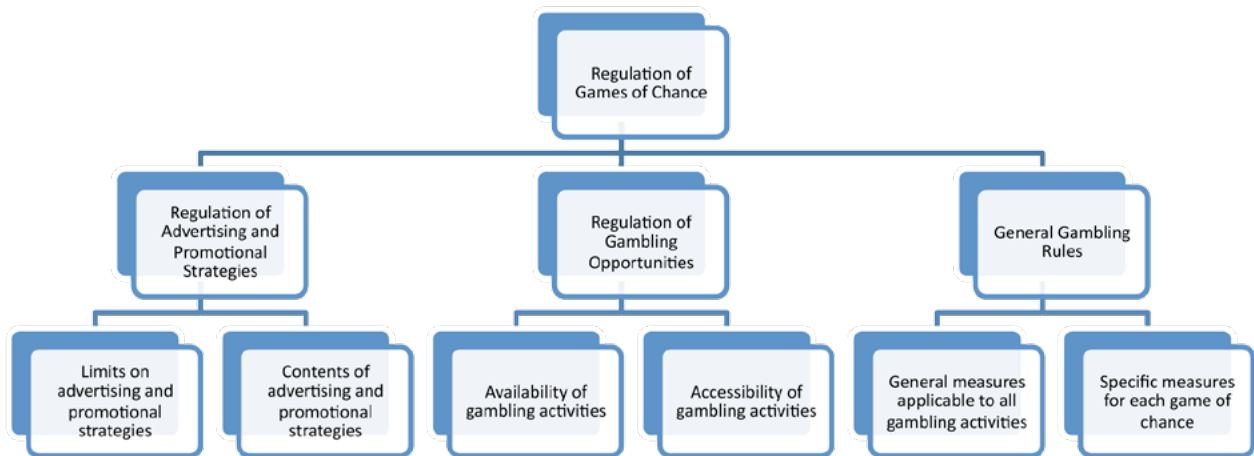 Regulation of
Games of Chance
Regulation of
Advertising and
Promotional
Strategies
Regulation of
Gambling
Opportunities
General Gambling
Rules
Limits on
advertising and
promotional
strategies
Contents of
advertising and
promotional
strategies
Availability of
gambling activities
Accessibility of
gambling activities
General measures
applicable to all
gambling activities
Specific measures
for each game of
chance